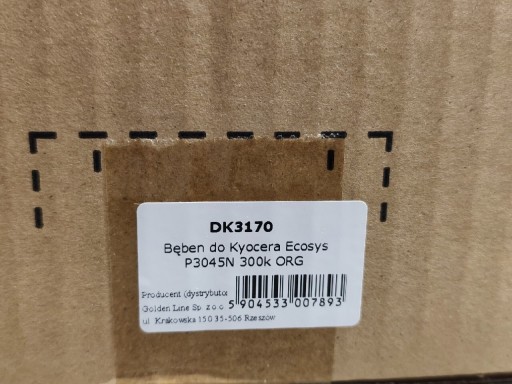 DK3170
Bęben do Kyocera Ecosys
P3045N 300k ORG
Producent (dystrybutor
Golden Line Sp. z o.o
ul. Krakowska 150 35-506 Rzeszów
5 904533 007893